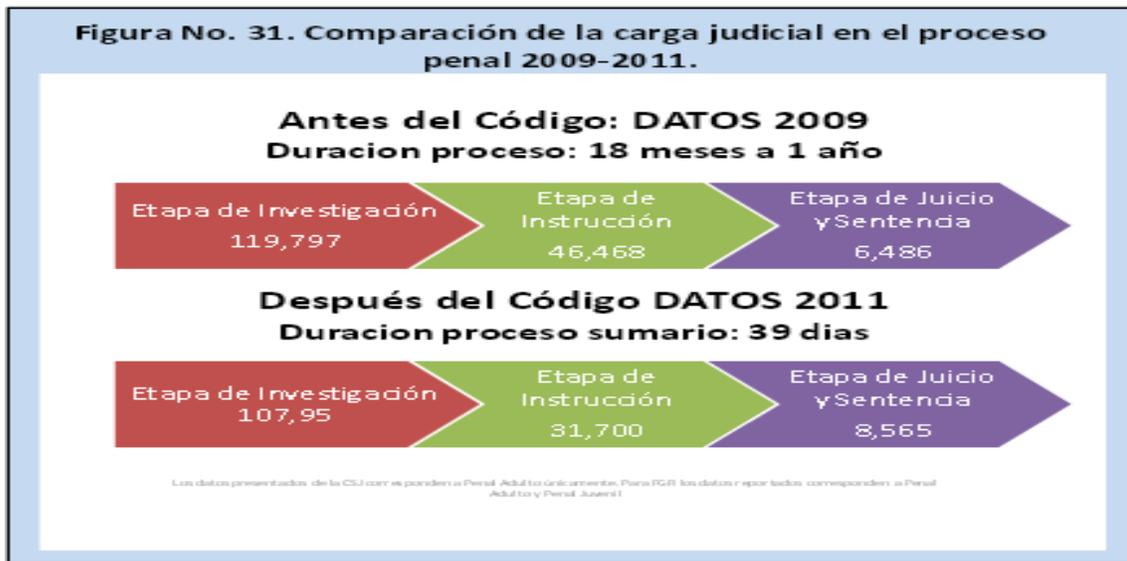 Figura No. 31. Comparación de la carga judicial en el proceso
penal 2009-2011.
Antes del Código: DATOS 2009
Duracion proceso: 18 meses a 1 año
Etapa de Investigación
119,797
Etapa de
Instrucción
46,468
Etapa de Juicio
y Sentencia
6,486
Después del Código DATOS 2011
Duracion proceso sumario: 39 dias
Etapa de Investigación
107,95
Etapa de
Instrucción
31,700
Etapa de Juicio
y Sentencia
8,565
Los datos presentados de la CSJ corresponden a Penal Adulto únicamente. Para FGR los datos reportados corresponden a Penal
Adulto y Penal Juvenil